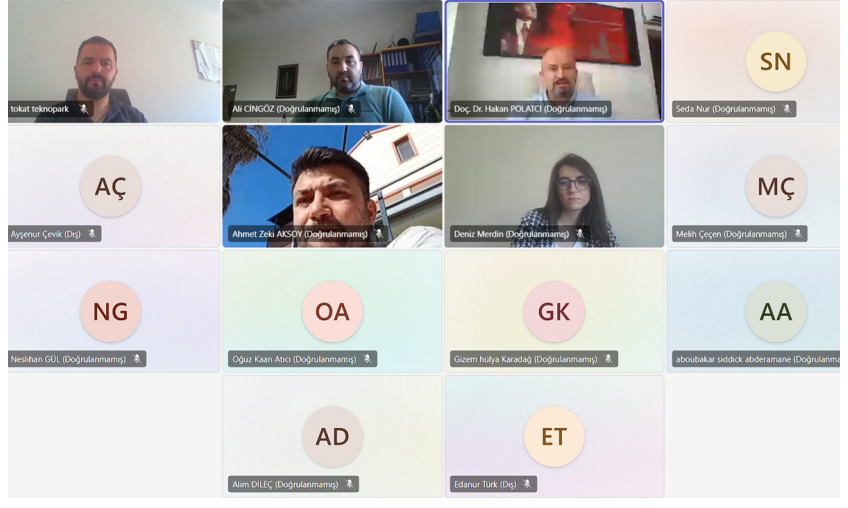 tokat teknopark
Ali CİNGÖZ (Doğrulanmamış)
Doç. Dr. Hakan POLATCI (Doğrulanmamış)
SN
Seda Nur (Doğrulanmamış)
AÇ
Ayşenur Çevik (Dış)
Ahmet Zeki AKSOY (Doğrulanmamış)
Deniz Merdin (Doğrulanmamış)
MÇ
Melih Çeçen (Doğrulanmamış)
NG
Neslihan GÜL (Doğrulanmamış)
OA
Oğuz Kaan Atıcı (Doğrulanmamış)
GK
Gizem hülya Karadağ (Doğrulanmamış)
AA
aboubakar siddick abderamane (Doğrulanma
AD
Alim DİLEÇ (Doğrulanmamış)
ET
Edanur Türk (Dış)